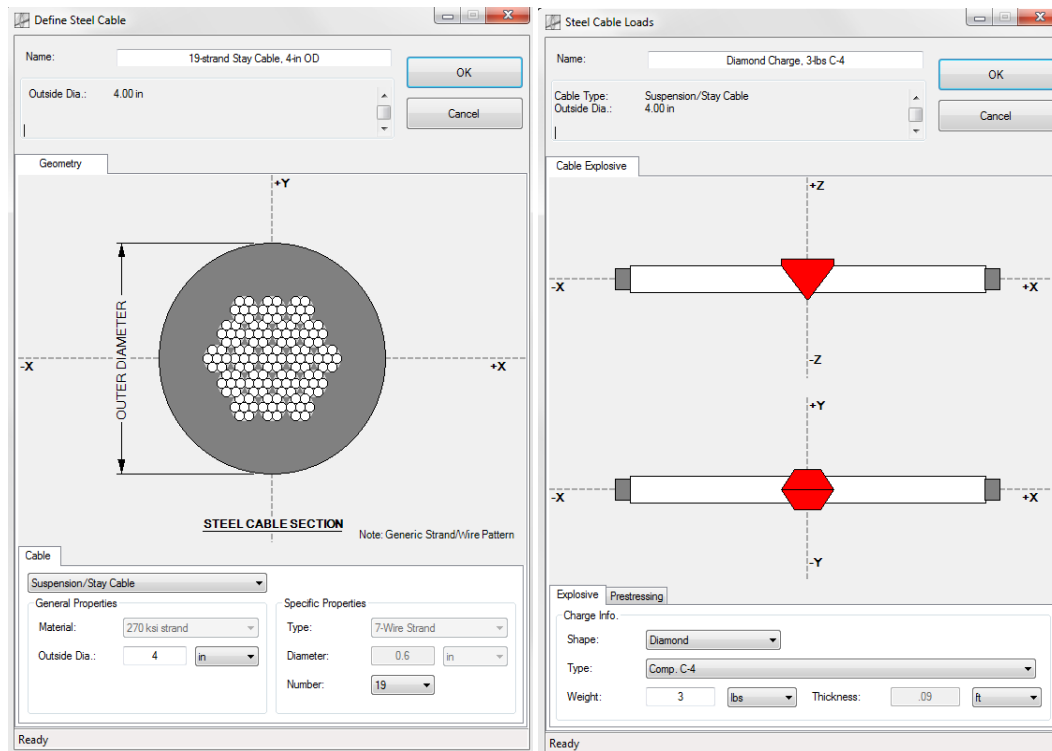 Define Steel Cable
Name: 19-strand Stay Cable, 4-in OD
OK
Outside Dia.: 4.00 in
Cancel
Geometry
+Y
OUTER DIAMETER
-X
+X
STEEL CABLE SECTION
Note: Generic Strand/Wire Pattern
Cable
Suspension/Stay Cable
General Properties
Material: 270 ksi strand
Outside Dia.: 4 in
Specific Properties
Type: 7-Wire Strand
Diameter: 0.6 in
Number: 19
Ready
Steel Cable Loads
Name: Diamond Charge, 3-lbs C-4
OK
Cable Type: Suspension/Stay Cable
Outside Dia.: 4.00 in
Cancel
Cable Explosive
+Z
-X
+X
-Z
+Y
-X
+X
-Y
Explosive Prestressing
Charge Info.
Shape: Diamond
Type: Comp. C-4
Weight: 3 lbs Thickness: .09 ft
Ready